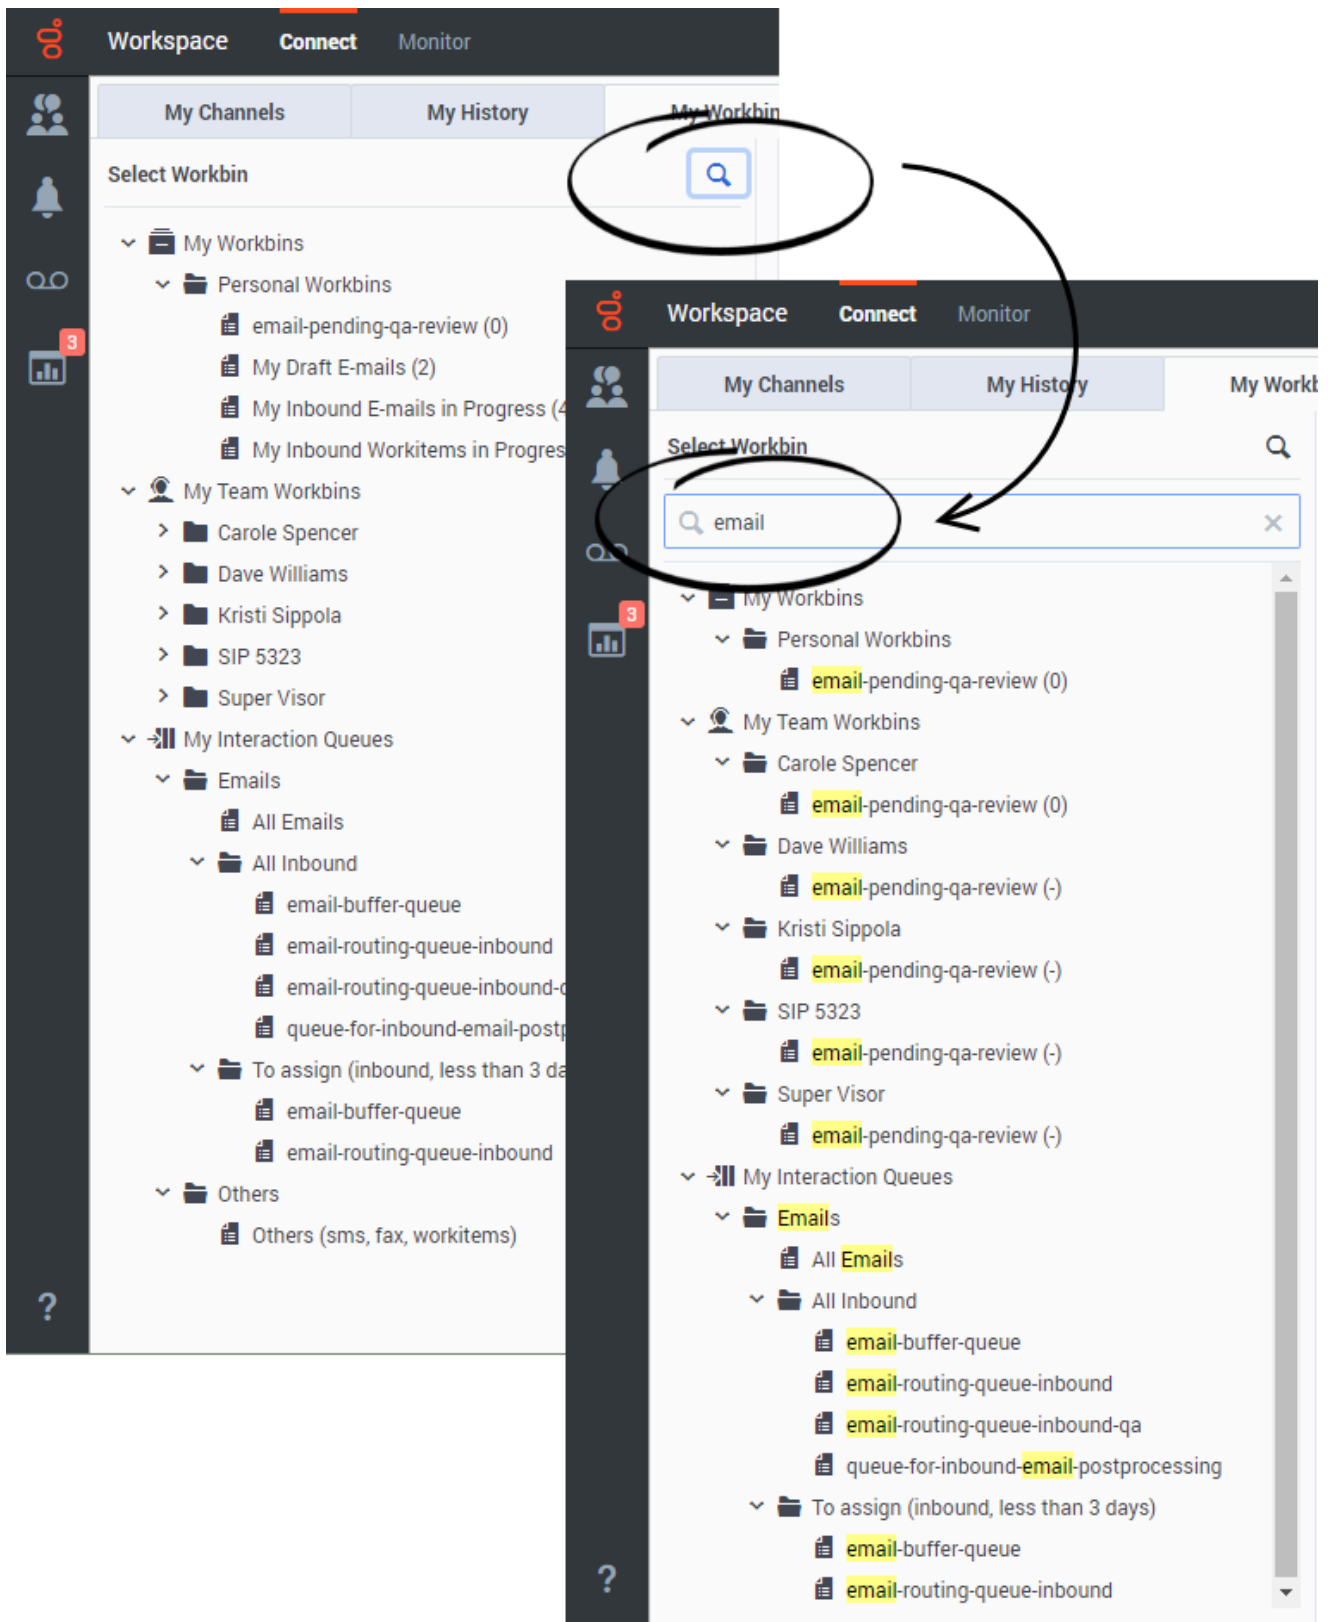 Workspace Connect Monitor
My Channels My History My Workbin
Select Workbin
My Workbins
Personal Workbins
email-pending-qa-review (0)
My Draft E-mails (2)
My Inbound E-mails in Progress (4
My Inbound Workitems in Progres
3
My Team Workbins
Carole Spencer
Dave Williams
Kristi Sippola
SIP 5323
Super Visor
My Interaction Queues
Emails
All Emails
All Inbound
email-buffer-queue
email-routing-queue-inbound
email-routing-queue-inbound-q
queue-for-inbound-email-postp
To assign (inbound, less than 3 da
email-buffer-queue
email-routing-queue-inbound
Others
Others (sms, fax, workitems)
?
Workspace Connect Monitor
My Channels My History My Workb
Select Workbin
email
My Workbins
3
Personal Workbins
email-pending-qa-review (0)
My Team Workbins
Carole Spencer
email-pending-qa-review (0)
Dave Williams
email-pending-qa-review (-)
Kristi Sippola
email-pending-qa-review (-)
SIP 5323
email-pending-qa-review (-)
Super Visor
email-pending-qa-review (-)
My Interaction Queues
Emails
All Emails
All Inbound
email-buffer-queue
email-routing-queue-inbound
email-routing-queue-inbound-qa
queue-for-inbound-email-postprocessing
To assign (inbound, less than 3 days)
email-buffer-queue
email-routing-queue-inbound
?